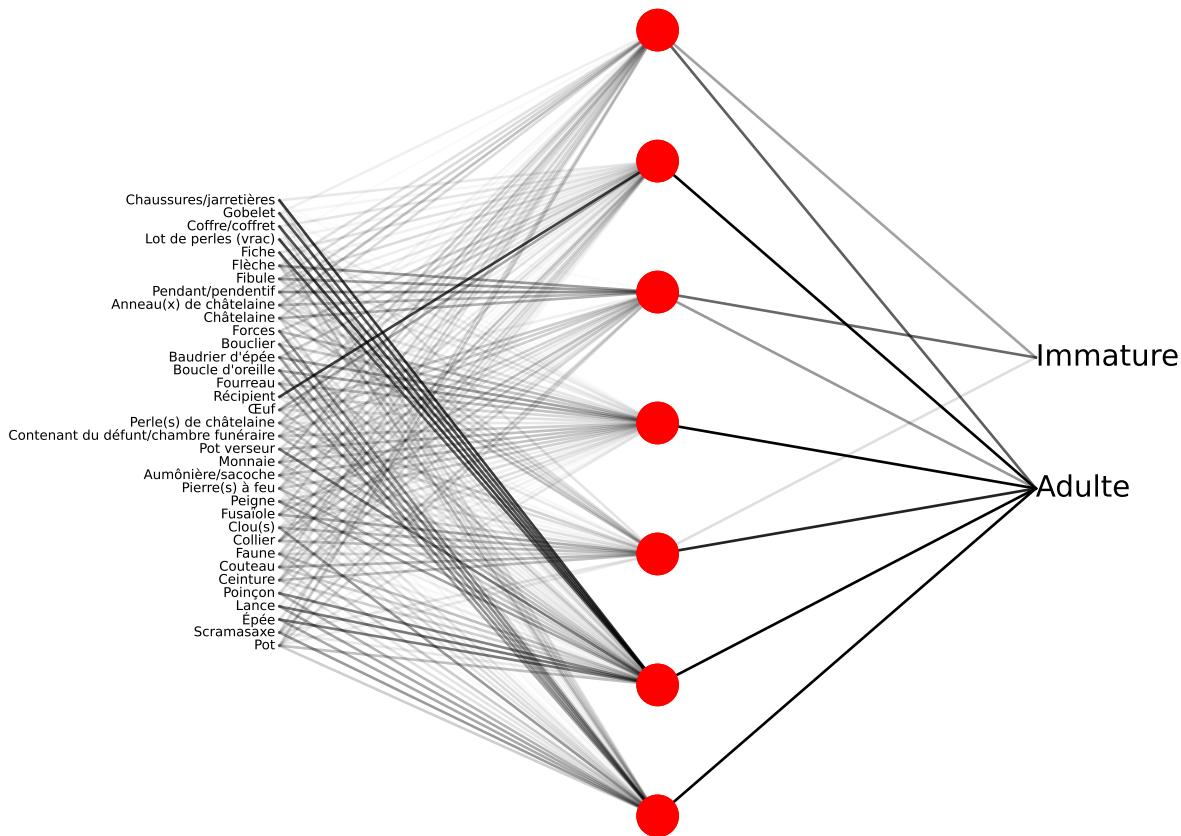 Chaussures/jarretières
Gobelet
Coffre/coffret
Lot de perles (vrac)
Fiche
Flèche
Fibule
Pendant/pendentif
Anneau(x) de châtelaine
Châtelaine
Forces
Bouclier
Baudrier d'épée
Boucle d'oreille
Fourreau
Récipient
Œuf
Perle(s) de châtelaine
Contenant du défunt/chambre funéraire
Pot verseur
Monnaie
Aumônière/sacoche
Pierre(s) à feu
Peigne
Fusaïole
Clou(s)
Collier
Faune
Couteau
Ceinture
Poinçon
Lance
Épée
Scramasaxe
Pot
Immature
Adulte